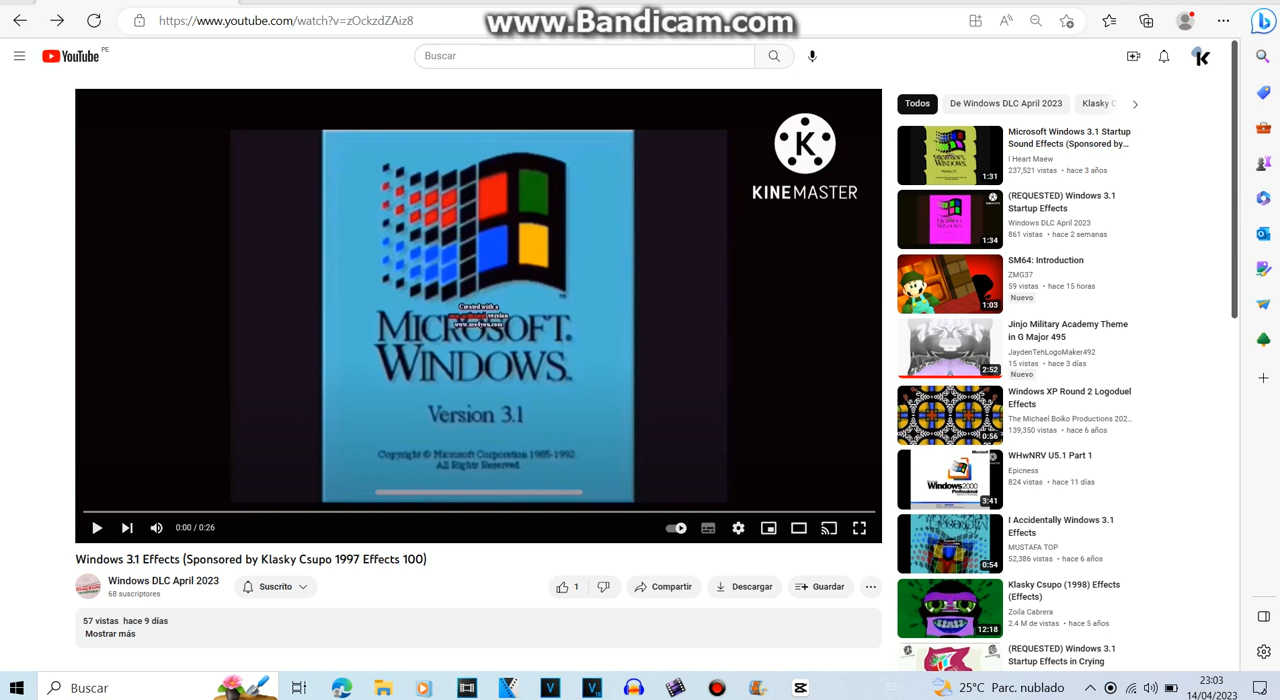 www.Bandicam.com
https://www.youtube.com/watch?v=zOckzdZAiz8
YouTube PE
Buscar
K
K
KINEMASTER
MICROSOFT.
WINDOWS™
Version 3.1
Copyright © Microsoft Corporation 1985-1992.
All Rights Reserved.
Created with a
version
www.avs4you.com
0:00 / 0:26
Windows 3.1 Effects (Sponsored by Klasky Csupo 1997 Effects 100)
Windows DLC April 2023
68 suscriptores
Suscrito
1
Compartir
Descargar
Guardar
57 vistas hace 9 días
Mostrar más
Todos
De Windows DLC April 2023
Klasky C
Microsoft Windows 3.1 Startup
Sound Effects (Sponsored by...
I Heart Maew
237,521 vistas • hace 3 años
1:31
(REQUESTED) Windows 3.1
Startup Effects
Windows DLC April 2023
861 vistas • hace 2 semanas
1:34
SM64: Introduction
ZMG37
59 vistas • hace 15 horas
Nuevo
1:03
Jinjo Military Academy Theme
in G Major 495
JaydenTehLogoMaker492
15 vistas • hace 3 días
Nuevo
2:52
Windows XP Round 2 Logoduel
Effects
The Michael Boiko Productions 202...
139,350 vistas • hace 6 años
0:56
WHwNRV U5.1 Part 1
Epicness
824 vistas • hace 11 días
Microsoft
Windows 2000
Professional
3:41
I Accidentally Windows 3.1
Effects
MUSTAFA TOP
52,386 vistas • hace 6 años
0:54
Klasky Csupo (1998) Effects
(Effects)
Zoila Cabrera
2.4 M de vistas • hace 5 años
12:18
(REQUESTED) Windows 3.1
Startup Effects in Crying
Buscar
25°C Parc. nublado
23:03
14/04/2023